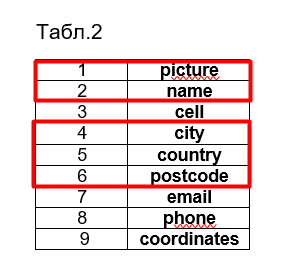 Табл.2
1 picture
2 name
3 cell
4 city
5 country
6 postcode
7 email
8 phone
9 coordinates